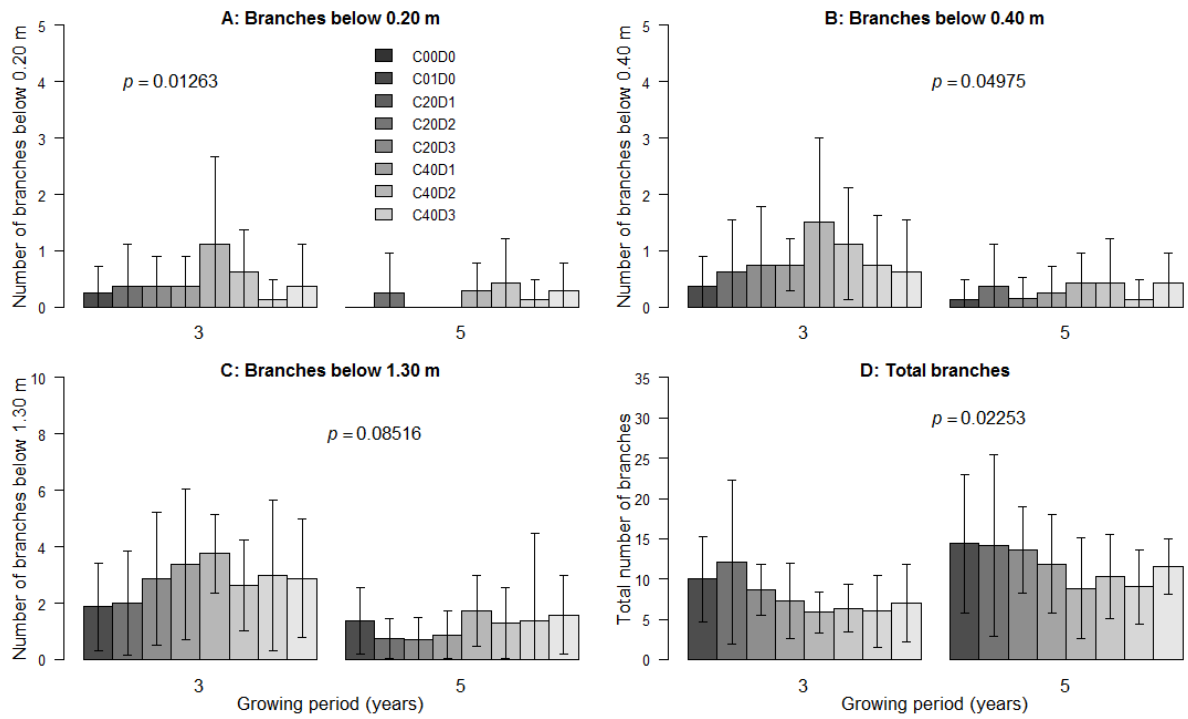 A: Branches below 0.20 m
Number of branches below 0.20 m
5
4
3
2
1
0
p = 0.01263
C00D0
C01D0
C20D1
C20D2
C20D3
C40D1
C40D2
C40D3
3
5
B: Branches below 0.40 m
Number of branches below 0.40 m
5
4
3
2
1
0
p = 0.04975
3
5
C: Branches below 1.30 m
Number of branches below 1.30 m
10
8
6
4
2
0
p = 0.08516
3
5
Growing period (years)
D: Total branches
Total number of branches
35
30
25
20
15
10
5
0
p = 0.02253
3
5
Growing period (years)